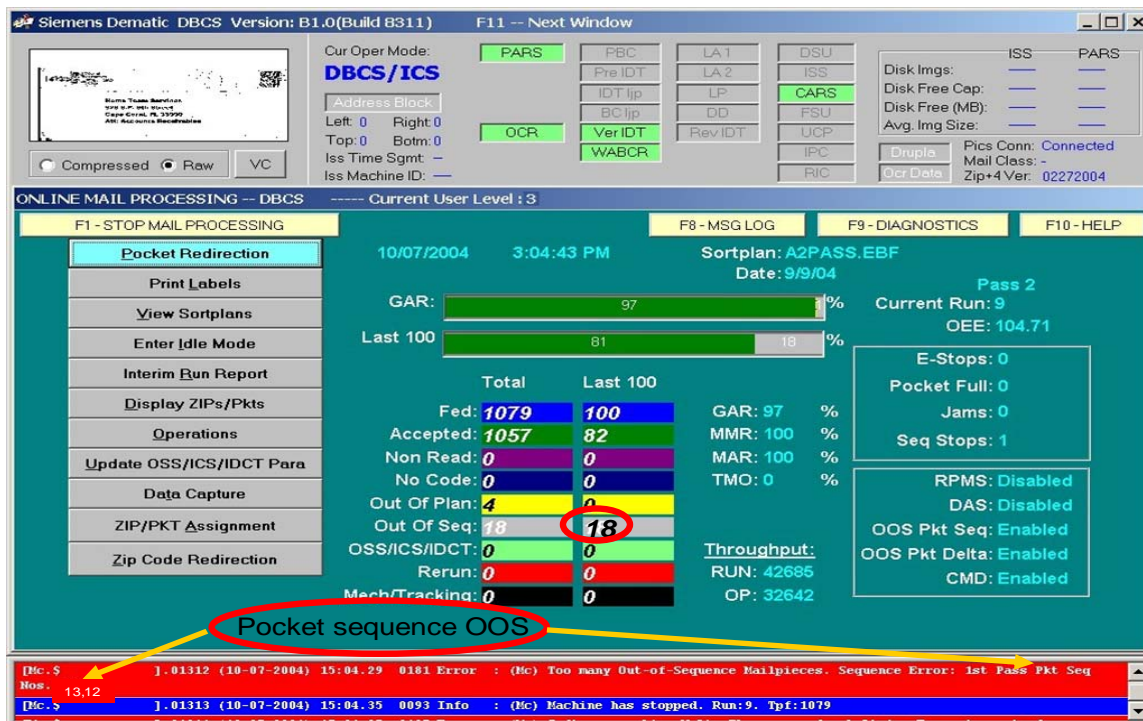 Siemens Dematic DBCS Version: B1.0(Build 8311) F11 -- Next Window
Cur Oper Mode:
DBCS/ICS
Address Block
Left: 0 Right: 0
Top: 0 Botm: 0
Iss Time Sgmt: –
Iss Machine ID: —
PARS
OCR
PBC
Pre IDT
IDT Ijp
BC Ijp
Ver IDT
WABCR
LA 1
LA 2
LP
DD
Rev IDT
DSU
ISS
CARS
FSU
UCP
IPC
RIC
ISS PARS
Disk Imgs: — —
Disk Free Cap: — —
Disk Free (MB): — —
Avg. Img Size: — —
Drupla
Ocr Data
Pics Conn: Connected
Mail Class: -
Zip+4 Ver: 02272004
Name Team Services
Cape Coral, FL 33990
Att: Accounts Receivables
Compressed Raw VC
ONLINE MAIL PROCESSING -- DBCS ----- Current User Level : 3
F1 - STOP MAIL PROCESSING F8 - MSG LOG F9 - DIAGNOSTICS F10 - HELP
Pocket Redirection
Print Labels
View Sortplans
Enter Idle Mode
Interim Run Report
Display ZIPs/Pkts
Operations
Update OSS/ICS/IDCT Para
Data Capture
ZIP/PKT Assignment
Zip Code Redirection
10/07/2004 3:04:43 PM Sortplan: A2PASS.EBF
Date: 9/9/04
Pass 2
GAR: 97 % Current Run: 9
OEE: 104.71
Last 100 81 18 %
E-Stops: 0
Pocket Full: 0
Jams: 0
Seq Stops: 1
Total Last 100
Fed: 1079 100 GAR: 97 %
Accepted: 1057 82 MMR: 100 %
Non Read: 0 0 MAR: 100 %
No Code: 0 0 TMO: 0 %
Out Of Plan: 4 0
Out Of Seq: 18 18
OSS/ICS/IDCT: 0 0 Throughput:
Rerun: 0 0 RUN: 42685
Mech/Tracking: 0 0 OP: 32642
RPMS: Disabled
DAS: Disabled
OOS Pkt Seq: Enabled
OOS Pkt Delta: Enabled
CMD: Enabled
Pocket sequence OOS
[Mc.$ ].01312 (10-07-2004) 15:04.29 0181 Error : (Mc) Too many Out-of-Sequence Mailpieces. Sequence Error: 1st Pass Pkt Seq
Nos. 13,12
[Mc.$ ].01313 (10-07-2004) 15:04.35 0093 Info : (Mc) Machine has stopped. Run:9. Tpf:1079